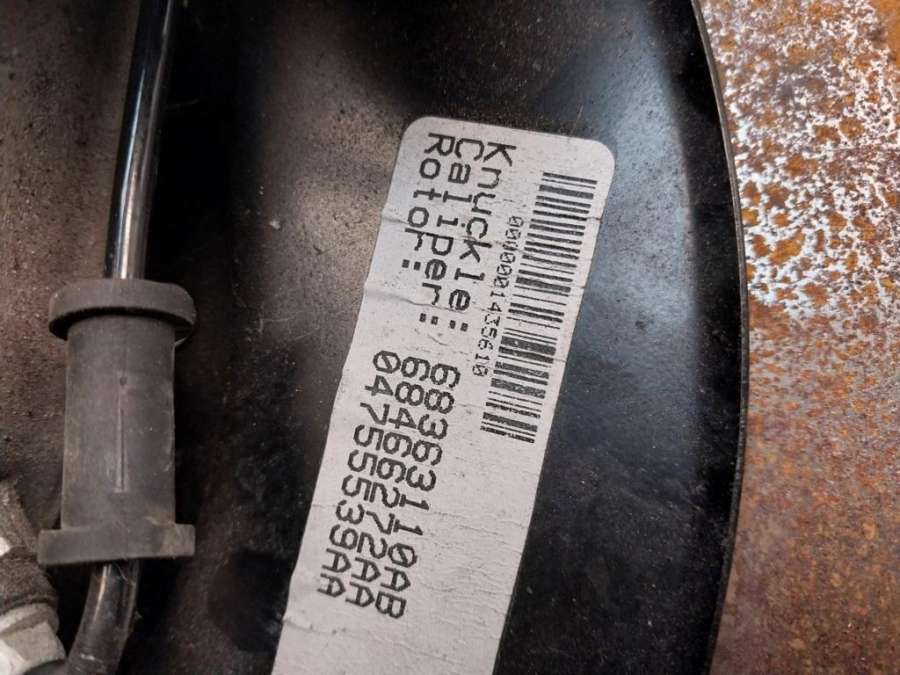 0000001435610
Knuckle: 68363110AB
Caliper: 68466272AA
Rotor: 04755539AA